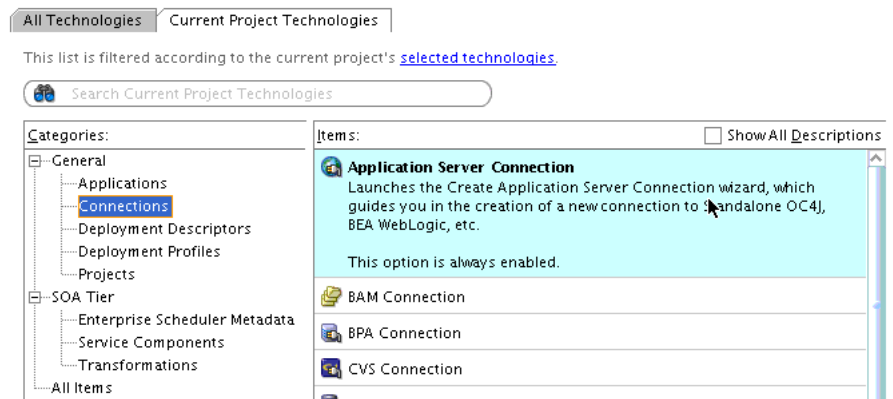 All Technologies
Current Project Technologies
This list is filtered according to the current project's selected technologies.
Search Current Project Technologies
Categories:
General
Applications
Connections
Deployment Descriptors
Deployment Profiles
Projects
SOA Tier
Enterprise Scheduler Metadata
Service Components
Transformations
All Items
Items:
Show All Descriptions
Application Server Connection
Launches the Create Application Server Connection wizard, which
guides you in the creation of a new connection to Standalone OC4J,
BEA WebLogic, etc.
This option is always enabled.
BAM Connection
BPA Connection
CVS Connection